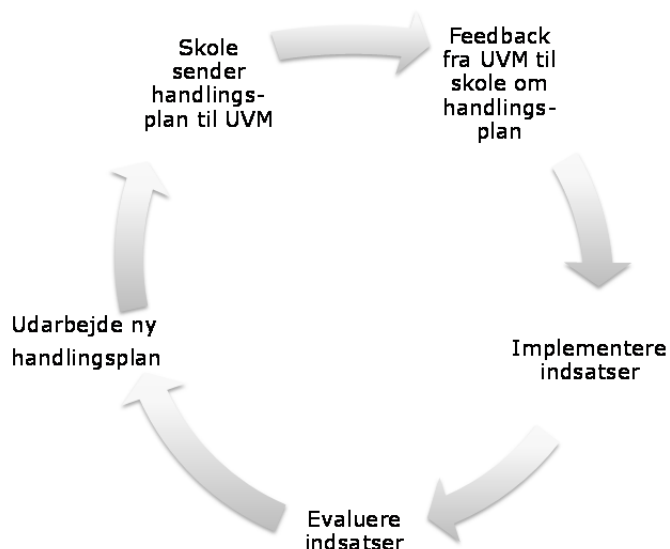 Skole
sender
handlings-
plan til UVM
Feedback
fra UVM til
skole om
handlings-
plan
Implementere
indsatser
Evaluere
indsatser
Udarbejde ny
handlingsplan